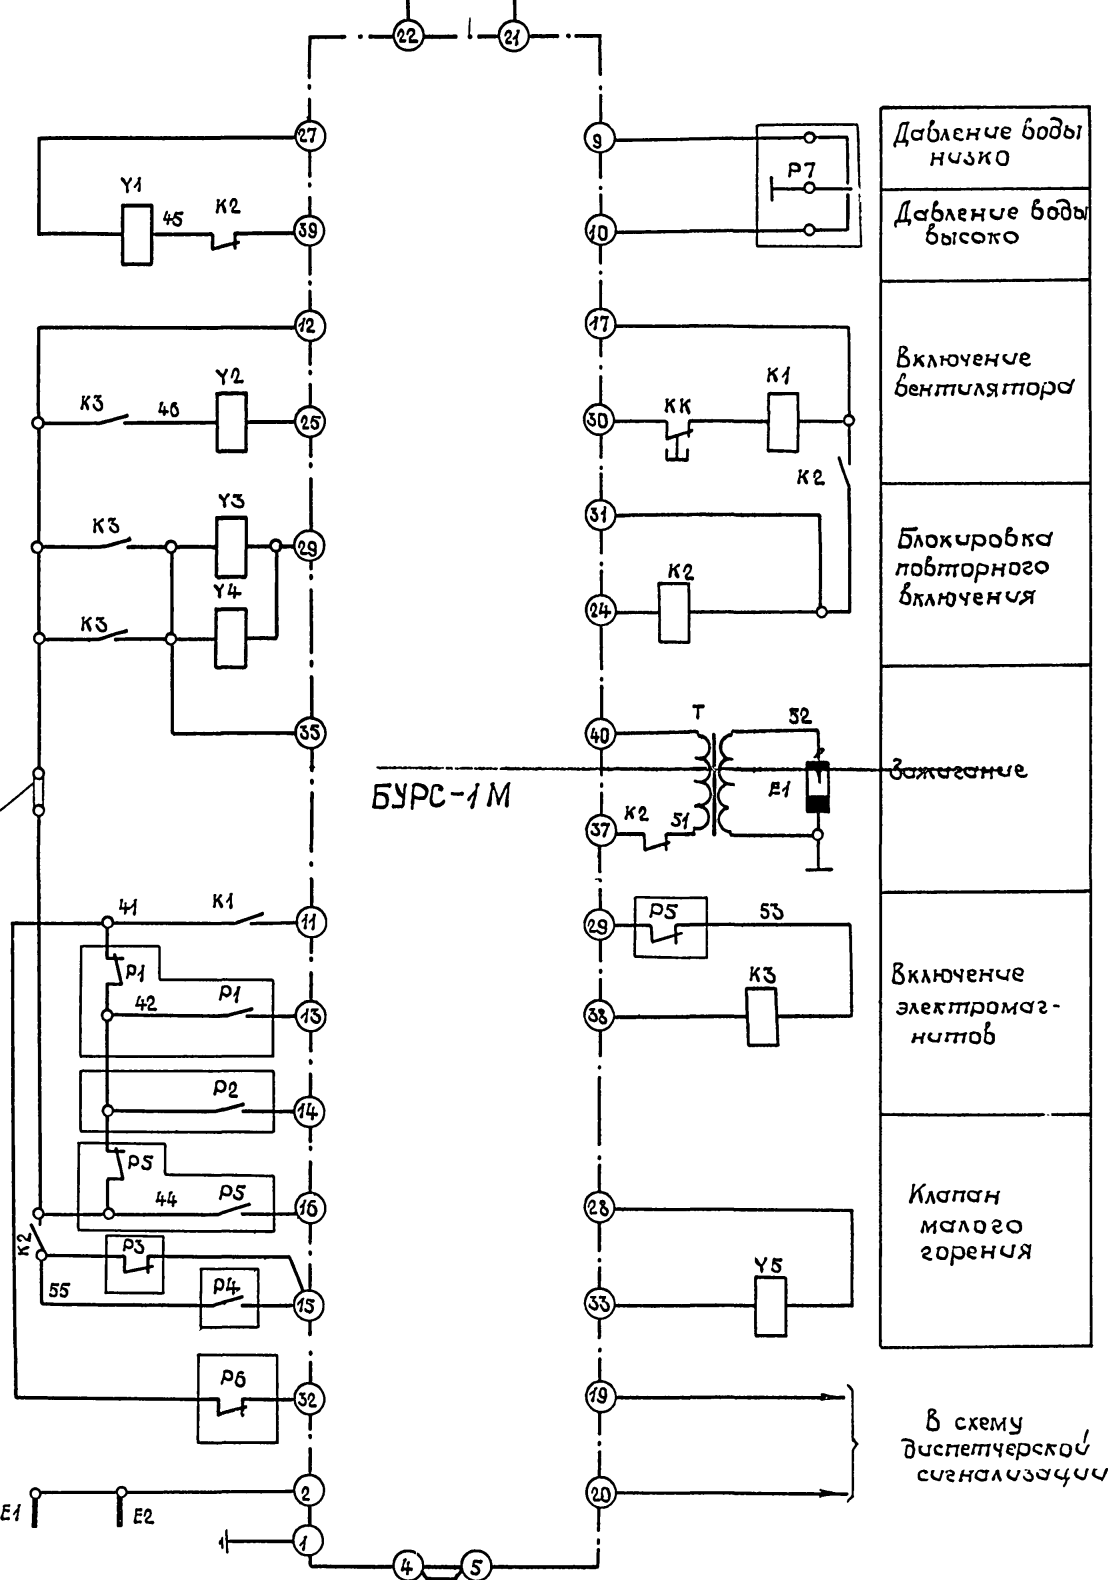 22
21
27
Y1
45
K2
39
12
K3
46
Y2
25
K3
Y3
29
K3
Y4
35
БУРС-1М
41
K1
11
P1
42
P1
13
P2
14
P5
44
P5
16
K2
P3
55
P4
15
P6
32
E1
E2
2
1
4
5
9
P7
10
17
30
KK
K1
K2
31
K2
24
40
T
52
E1
K2
51
37
29
P5
53
K3
38
28
Y5
33
19
20
Давление воды
низко
Давление воды
высоко
Включение
вентилятора
Блокировка
повторного
включения
Зажигание
Включение
электромаг-
нитов
Клапан
малого
горения
В схему
диспетчерской
сигнализации